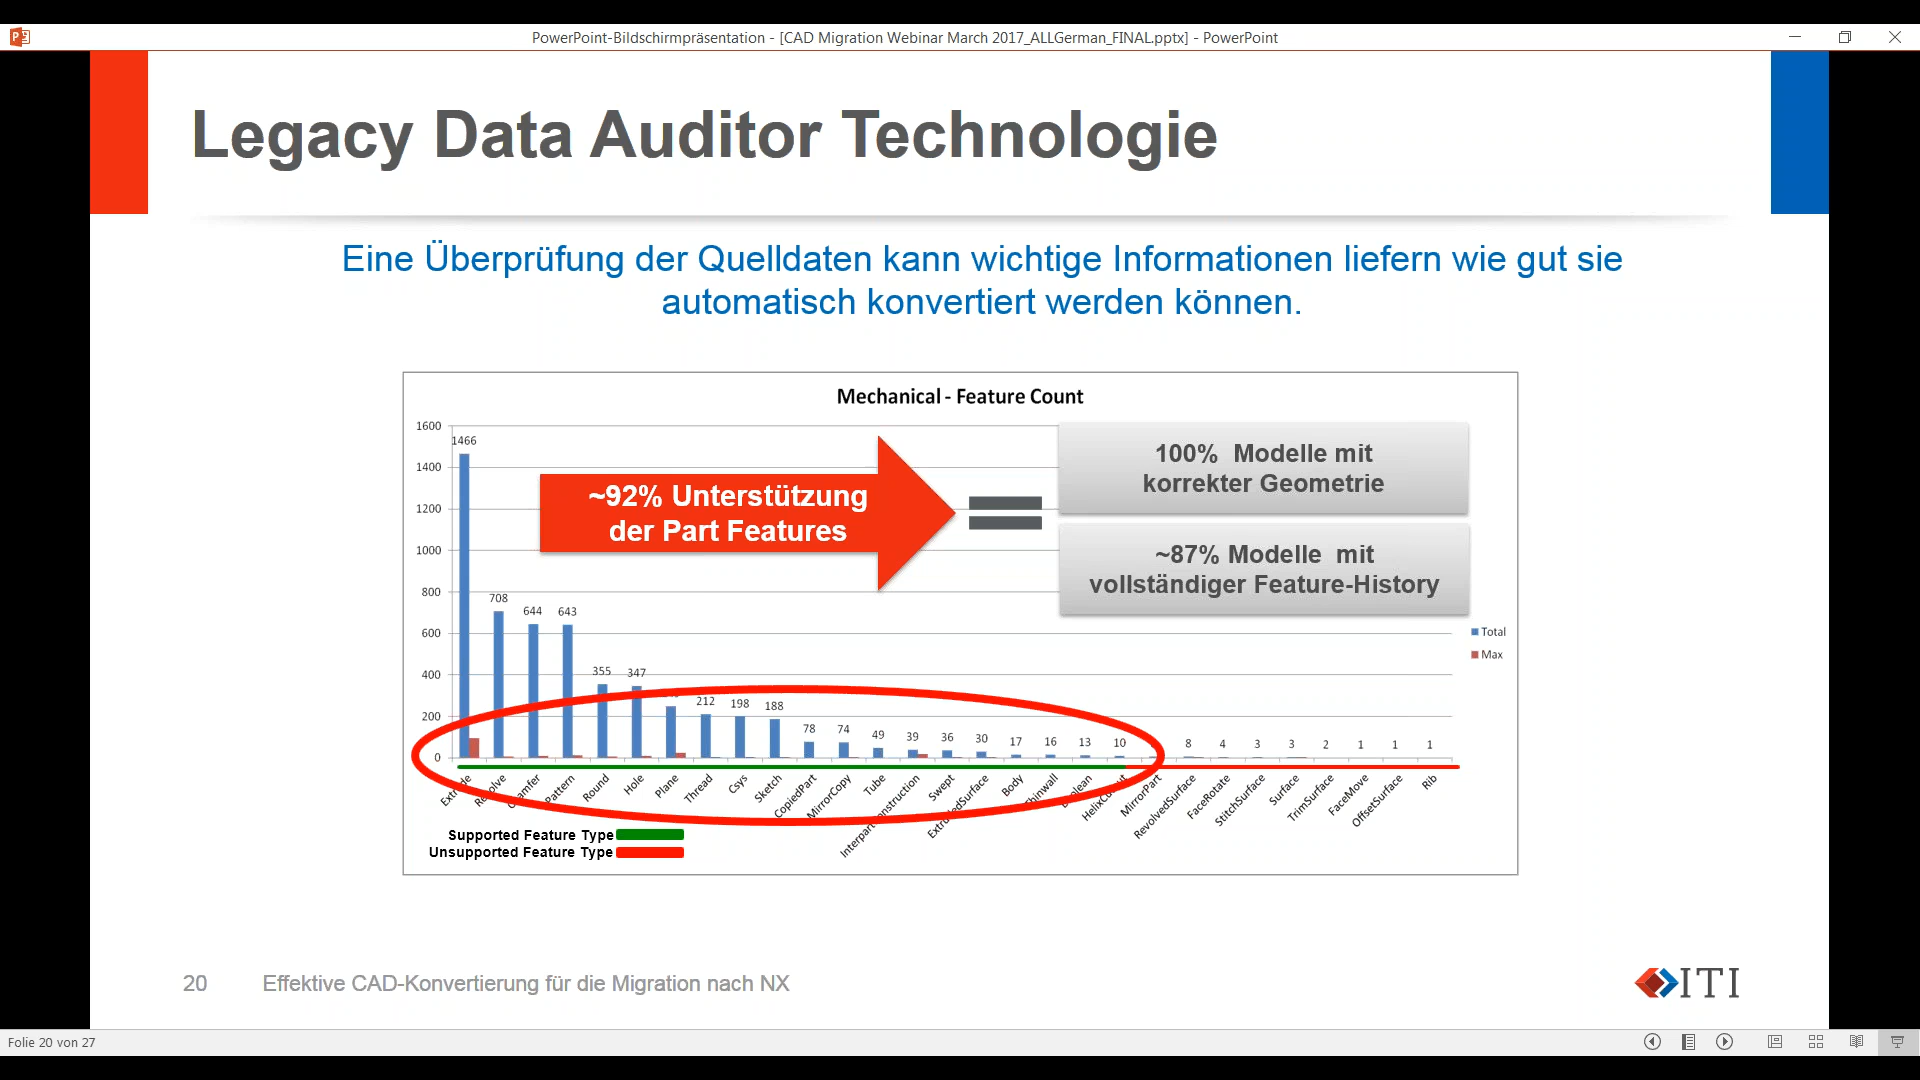 PowerPoint-Bildschirmpräsentation - [CAD Migration Webinar March 2017_ALLGerman_FINAL.pptx] - PowerPoint
Legacy Data Auditor Technologie
Eine Überprüfung der Quelldaten kann wichtige Informationen liefern wie gut sie
automatisch konvertiert werden können.
Mechanical - Feature Count
1600
1400
1200
1000
800
600
400
200
0
1466
708
644
643
355
347
212
198
188
78
74
49
39
36
30
17
16
13
10
8
4
3
3
2
1
1
1
~92% Unterstützung
der Part Features
100% Modelle mit
korrekter Geometrie
~87% Modelle mit
vollständiger Feature-History
Total
Max
Extrude
Revolve
Chamfer
Pattern
Round
Hole
Plane
Thread
Csys
Sketch
CopiedPart
MirrorCopy
Tube
InterpartConstruction
Swept
ExtrudedSurface
Body
Thinwall
Boolean
MirrorPart
RevolvedSurface
FaceRotate
StitchSurface
Surface
TrimSurface
FaceMove
OffsetSurface
Rib
Supported Feature Type
Unsupported Feature Type
20 Effektive CAD-Konvertierung für die Migration nach NX
ITI
Folie 20 von 27